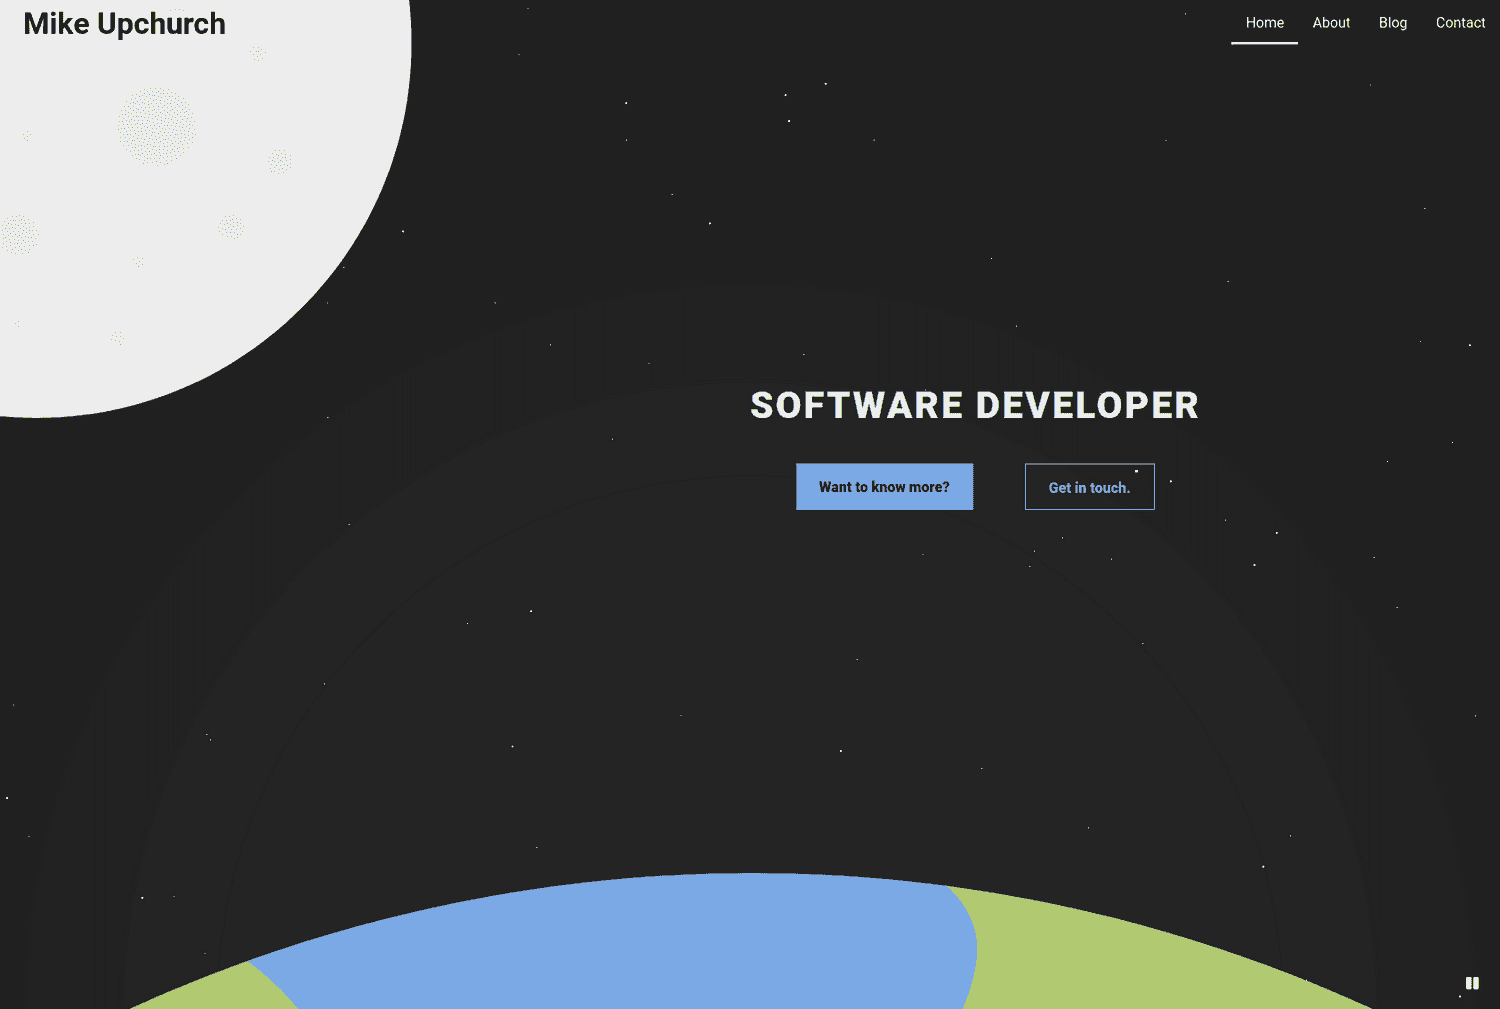 Mike Upchurch
Home About Blog Contact
SOFTWARE DEVELOPER
Want to know more? Get in touch.